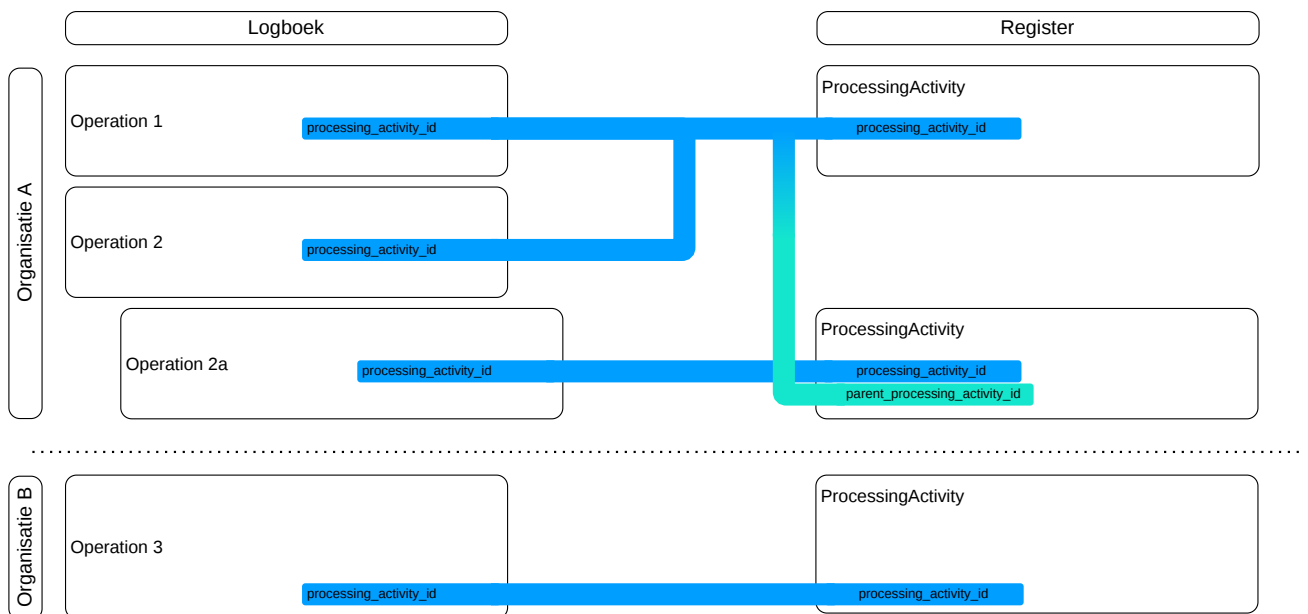 Logboek
Register
Organisatie A
Operation 1
processing_activity_id
ProcessingActivity
processing_activity_id
Operation 2
processing_activity_id
Operation 2a
processing_activity_id
ProcessingActivity
processing_activity_id
parent_processing_activity_id
Organisatie B
Operation 3
processing_activity_id
ProcessingActivity
processing_activity_id